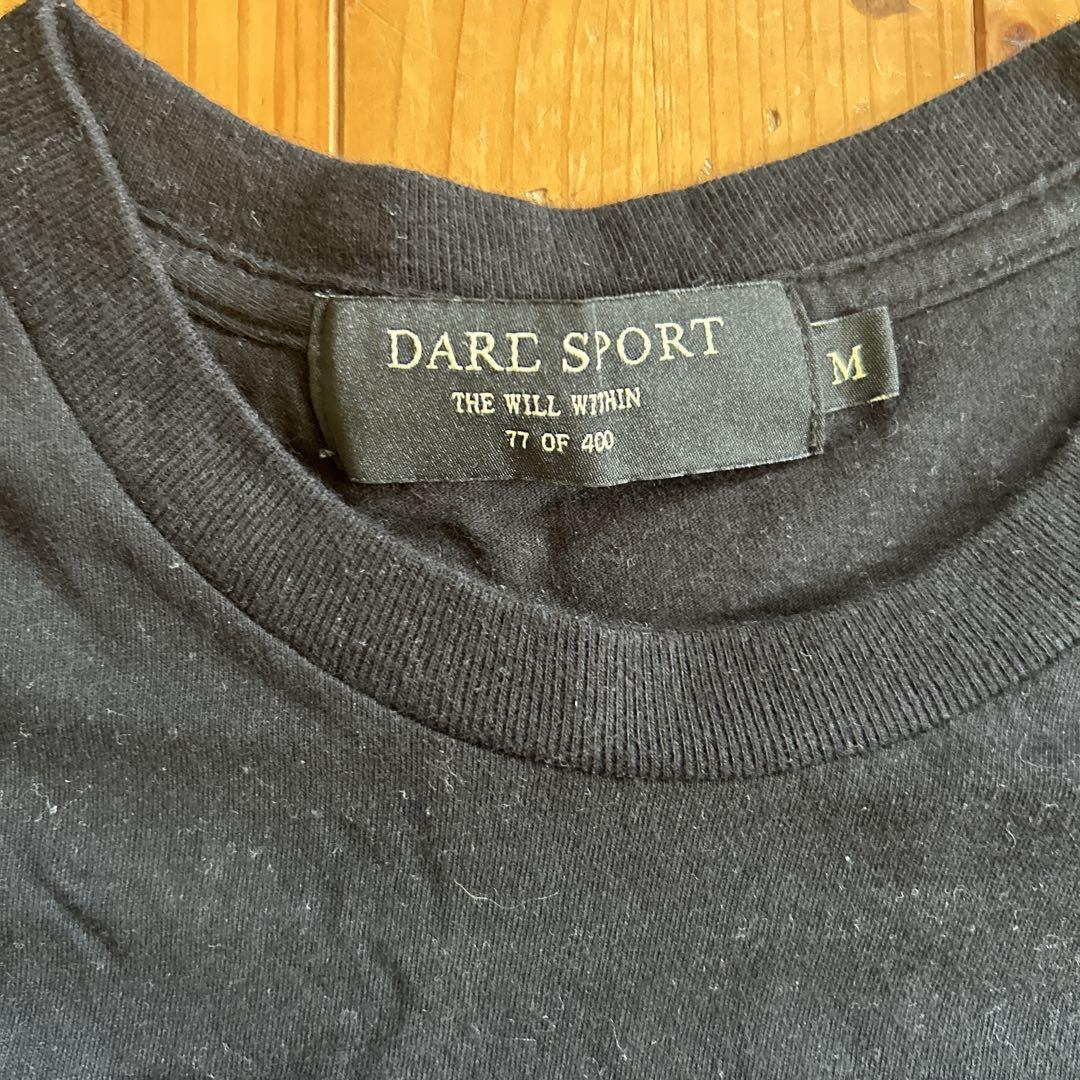 DARE SPORT
THE WILL WITHIN
77 OF 400
M